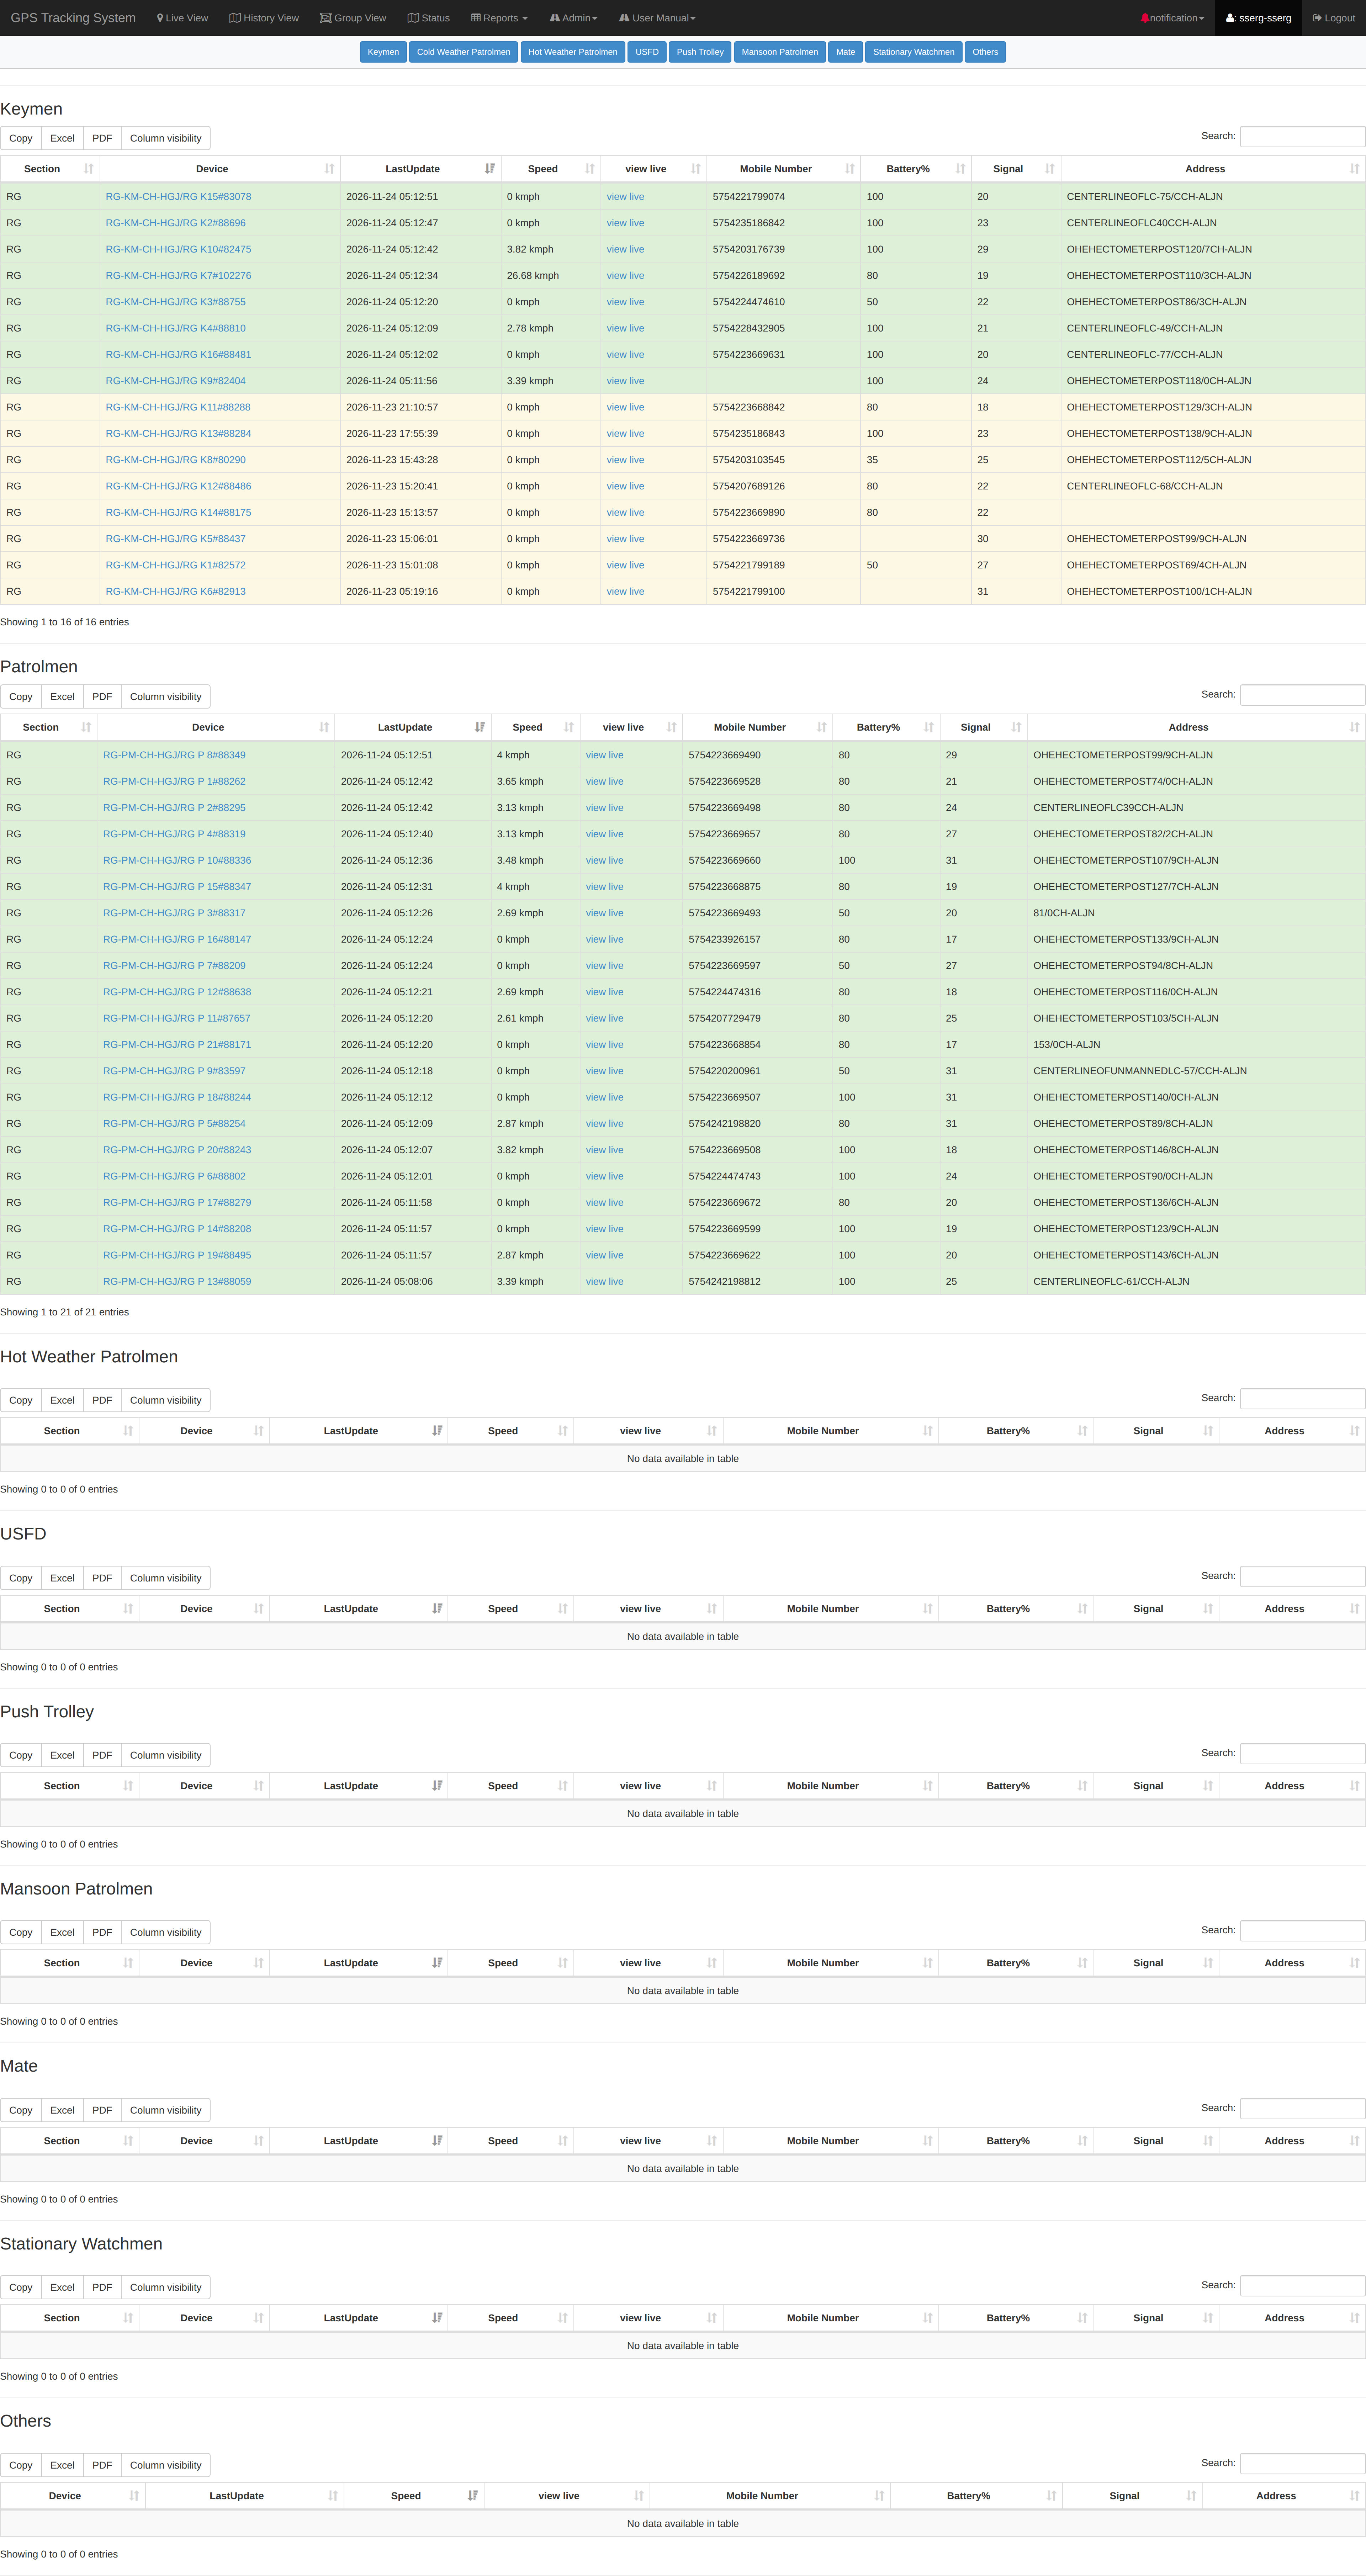 GPS Tracking System Live View History View Group View Status Reports Admin User Manual notification : sserg-sserg Logout
Keymen Cold Weather Patrolmen Hot Weather Patrolmen USFD Push Trolley Mansoon Patrolmen Mate Stationary Watchmen Others
Keymen
Copy Excel PDF Column visibility Search:
Section Device LastUpdate Speed view live Mobile Number Battery% Signal Address
RG RG-KM-CH-HGJ/RG K15#83078 2026-11-24 05:12:51 0 kmph view live 5754221799074 100 20 CENTERLINEOFLC-75/CCH-ALJN
RG RG-KM-CH-HGJ/RG K2#88696 2026-11-24 05:12:47 0 kmph view live 5754235186842 100 23 CENTERLINEOFLC40CCH-ALJN
RG RG-KM-CH-HGJ/RG K10#82475 2026-11-24 05:12:42 3.82 kmph view live 5754203176739 100 29 OHEHECTOMETERPOST120/7CH-ALJN
RG RG-KM-CH-HGJ/RG K7#102276 2026-11-24 05:12:34 26.68 kmph view live 5754226189692 80 19 OHEHECTOMETERPOST110/3CH-ALJN
RG RG-KM-CH-HGJ/RG K3#88755 2026-11-24 05:12:20 0 kmph view live 5754224474610 50 22 OHEHECTOMETERPOST86/3CH-ALJN
RG RG-KM-CH-HGJ/RG K4#88810 2026-11-24 05:12:09 2.78 kmph view live 5754228432905 100 21 CENTERLINEOFLC-49/CCH-ALJN
RG RG-KM-CH-HGJ/RG K16#88481 2026-11-24 05:12:02 0 kmph view live 5754223669631 100 20 CENTERLINEOFLC-77/CCH-ALJN
RG RG-KM-CH-HGJ/RG K9#82404 2026-11-24 05:11:56 3.39 kmph view live 100 24 OHEHECTOMETERPOST118/0CH-ALJN
RG RG-KM-CH-HGJ/RG K11#88288 2026-11-23 21:10:57 0 kmph view live 5754223668842 80 18 OHEHECTOMETERPOST129/3CH-ALJN
RG RG-KM-CH-HGJ/RG K13#88284 2026-11-23 17:55:39 0 kmph view live 5754235186843 100 23 OHEHECTOMETERPOST138/9CH-ALJN
RG RG-KM-CH-HGJ/RG K8#80290 2026-11-23 15:43:28 0 kmph view live 5754203103545 35 25 OHEHECTOMETERPOST112/5CH-ALJN
RG RG-KM-CH-HGJ/RG K12#88486 2026-11-23 15:20:41 0 kmph view live 5754207689126 80 22 CENTERLINEOFLC-68/CCH-ALJN
RG RG-KM-CH-HGJ/RG K14#88175 2026-11-23 15:13:57 0 kmph view live 5754223669890 80 22
RG RG-KM-CH-HGJ/RG K5#88437 2026-11-23 15:06:01 0 kmph view live 5754223669736 30 OHEHECTOMETERPOST99/9CH-ALJN
RG RG-KM-CH-HGJ/RG K1#82572 2026-11-23 15:01:08 0 kmph view live 5754221799189 50 27 OHEHECTOMETERPOST69/4CH-ALJN
RG RG-KM-CH-HGJ/RG K6#82913 2026-11-23 05:19:16 0 kmph view live 5754221799100 31 OHEHECTOMETERPOST100/1CH-ALJN
Showing 1 to 16 of 16 entries
Patrolmen
Copy Excel PDF Column visibility Search:
Section Device LastUpdate Speed view live Mobile Number Battery% Signal Address
RG RG-PM-CH-HGJ/RG P 8#88349 2026-11-24 05:12:51 4 kmph view live 5754223669490 80 29 OHEHECTOMETERPOST99/9CH-ALJN
RG RG-PM-CH-HGJ/RG P 1#88262 2026-11-24 05:12:42 3.65 kmph view live 5754223669528 80 21 OHEHECTOMETERPOST74/0CH-ALJN
RG RG-PM-CH-HGJ/RG P 2#88295 2026-11-24 05:12:42 3.13 kmph view live 5754223669498 80 24 CENTERLINEOFLC39CCH-ALJN
RG RG-PM-CH-HGJ/RG P 4#88319 2026-11-24 05:12:40 3.13 kmph view live 5754223669657 80 27 OHEHECTOMETERPOST82/2CH-ALJN
RG RG-PM-CH-HGJ/RG P 10#88336 2026-11-24 05:12:36 3.48 kmph view live 5754223669660 100 31 OHEHECTOMETERPOST107/9CH-ALJN
RG RG-PM-CH-HGJ/RG P 15#88347 2026-11-24 05:12:31 4 kmph view live 5754223668875 80 19 OHEHECTOMETERPOST127/7CH-ALJN
RG RG-PM-CH-HGJ/RG P 3#88317 2026-11-24 05:12:26 2.69 kmph view live 5754223669493 50 20 81/0CH-ALJN
RG RG-PM-CH-HGJ/RG P 16#88147 2026-11-24 05:12:24 0 kmph view live 5754233926157 80 17 OHEHECTOMETERPOST133/9CH-ALJN
RG RG-PM-CH-HGJ/RG P 7#88209 2026-11-24 05:12:24 0 kmph view live 5754223669597 50 27 OHEHECTOMETERPOST94/8CH-ALJN
RG RG-PM-CH-HGJ/RG P 12#88638 2026-11-24 05:12:21 2.69 kmph view live 5754224474316 80 18 OHEHECTOMETERPOST116/0CH-ALJN
RG RG-PM-CH-HGJ/RG P 11#87657 2026-11-24 05:12:20 2.61 kmph view live 5754207729479 80 25 OHEHECTOMETERPOST103/5CH-ALJN
RG RG-PM-CH-HGJ/RG P 21#88171 2026-11-24 05:12:20 0 kmph view live 5754223668854 80 17 153/0CH-ALJN
RG RG-PM-CH-HGJ/RG P 9#83597 2026-11-24 05:12:18 0 kmph view live 5754220200961 50 31 CENTERLINEOFUNMANNEDLC-57/CCH-ALJN
RG RG-PM-CH-HGJ/RG P 18#88244 2026-11-24 05:12:12 0 kmph view live 5754223669507 100 31 OHEHECTOMETERPOST140/0CH-ALJN
RG RG-PM-CH-HGJ/RG P 5#88254 2026-11-24 05:12:09 2.87 kmph view live 5754242198820 80 31 OHEHECTOMETERPOST89/8CH-ALJN
RG RG-PM-CH-HGJ/RG P 20#88243 2026-11-24 05:12:07 3.82 kmph view live 5754223669508 100 18 OHEHECTOMETERPOST146/8CH-ALJN
RG RG-PM-CH-HGJ/RG P 6#88802 2026-11-24 05:12:01 0 kmph view live 5754224474743 100 24 OHEHECTOMETERPOST90/0CH-ALJN
RG RG-PM-CH-HGJ/RG P 17#88279 2026-11-24 05:11:58 0 kmph view live 5754223669672 80 20 OHEHECTOMETERPOST136/6CH-ALJN
RG RG-PM-CH-HGJ/RG P 14#88208 2026-11-24 05:11:57 0 kmph view live 5754223669599 100 19 OHEHECTOMETERPOST123/9CH-ALJN
RG RG-PM-CH-HGJ/RG P 19#88495 2026-11-24 05:11:57 2.87 kmph view live 5754223669622 100 20 OHEHECTOMETERPOST143/6CH-ALJN
RG RG-PM-CH-HGJ/RG P 13#88059 2026-11-24 05:08:06 3.39 kmph view live 5754242198812 100 25 CENTERLINEOFLC-61/CCH-ALJN
Showing 1 to 21 of 21 entries
Hot Weather Patrolmen
Copy Excel PDF Column visibility Search:
Section Device LastUpdate Speed view live Mobile Number Battery% Signal Address
No data available in table
Showing 0 to 0 of 0 entries
USFD
Copy Excel PDF Column visibility Search:
Section Device LastUpdate Speed view live Mobile Number Battery% Signal Address
No data available in table
Showing 0 to 0 of 0 entries
Push Trolley
Copy Excel PDF Column visibility Search:
Section Device LastUpdate Speed view live Mobile Number Battery% Signal Address
No data available in table
Showing 0 to 0 of 0 entries
Mansoon Patrolmen
Copy Excel PDF Column visibility Search:
Section Device LastUpdate Speed view live Mobile Number Battery% Signal Address
No data available in table
Showing 0 to 0 of 0 entries
Mate
Copy Excel PDF Column visibility Search:
Section Device LastUpdate Speed view live Mobile Number Battery% Signal Address
No data available in table
Showing 0 to 0 of 0 entries
Stationary Watchmen
Copy Excel PDF Column visibility Search:
Section Device LastUpdate Speed view live Mobile Number Battery% Signal Address
No data available in table
Showing 0 to 0 of 0 entries
Others
Copy Excel PDF Column visibility Search:
Device LastUpdate Speed view live Mobile Number Battery% Signal Address
No data available in table
Showing 0 to 0 of 0 entries